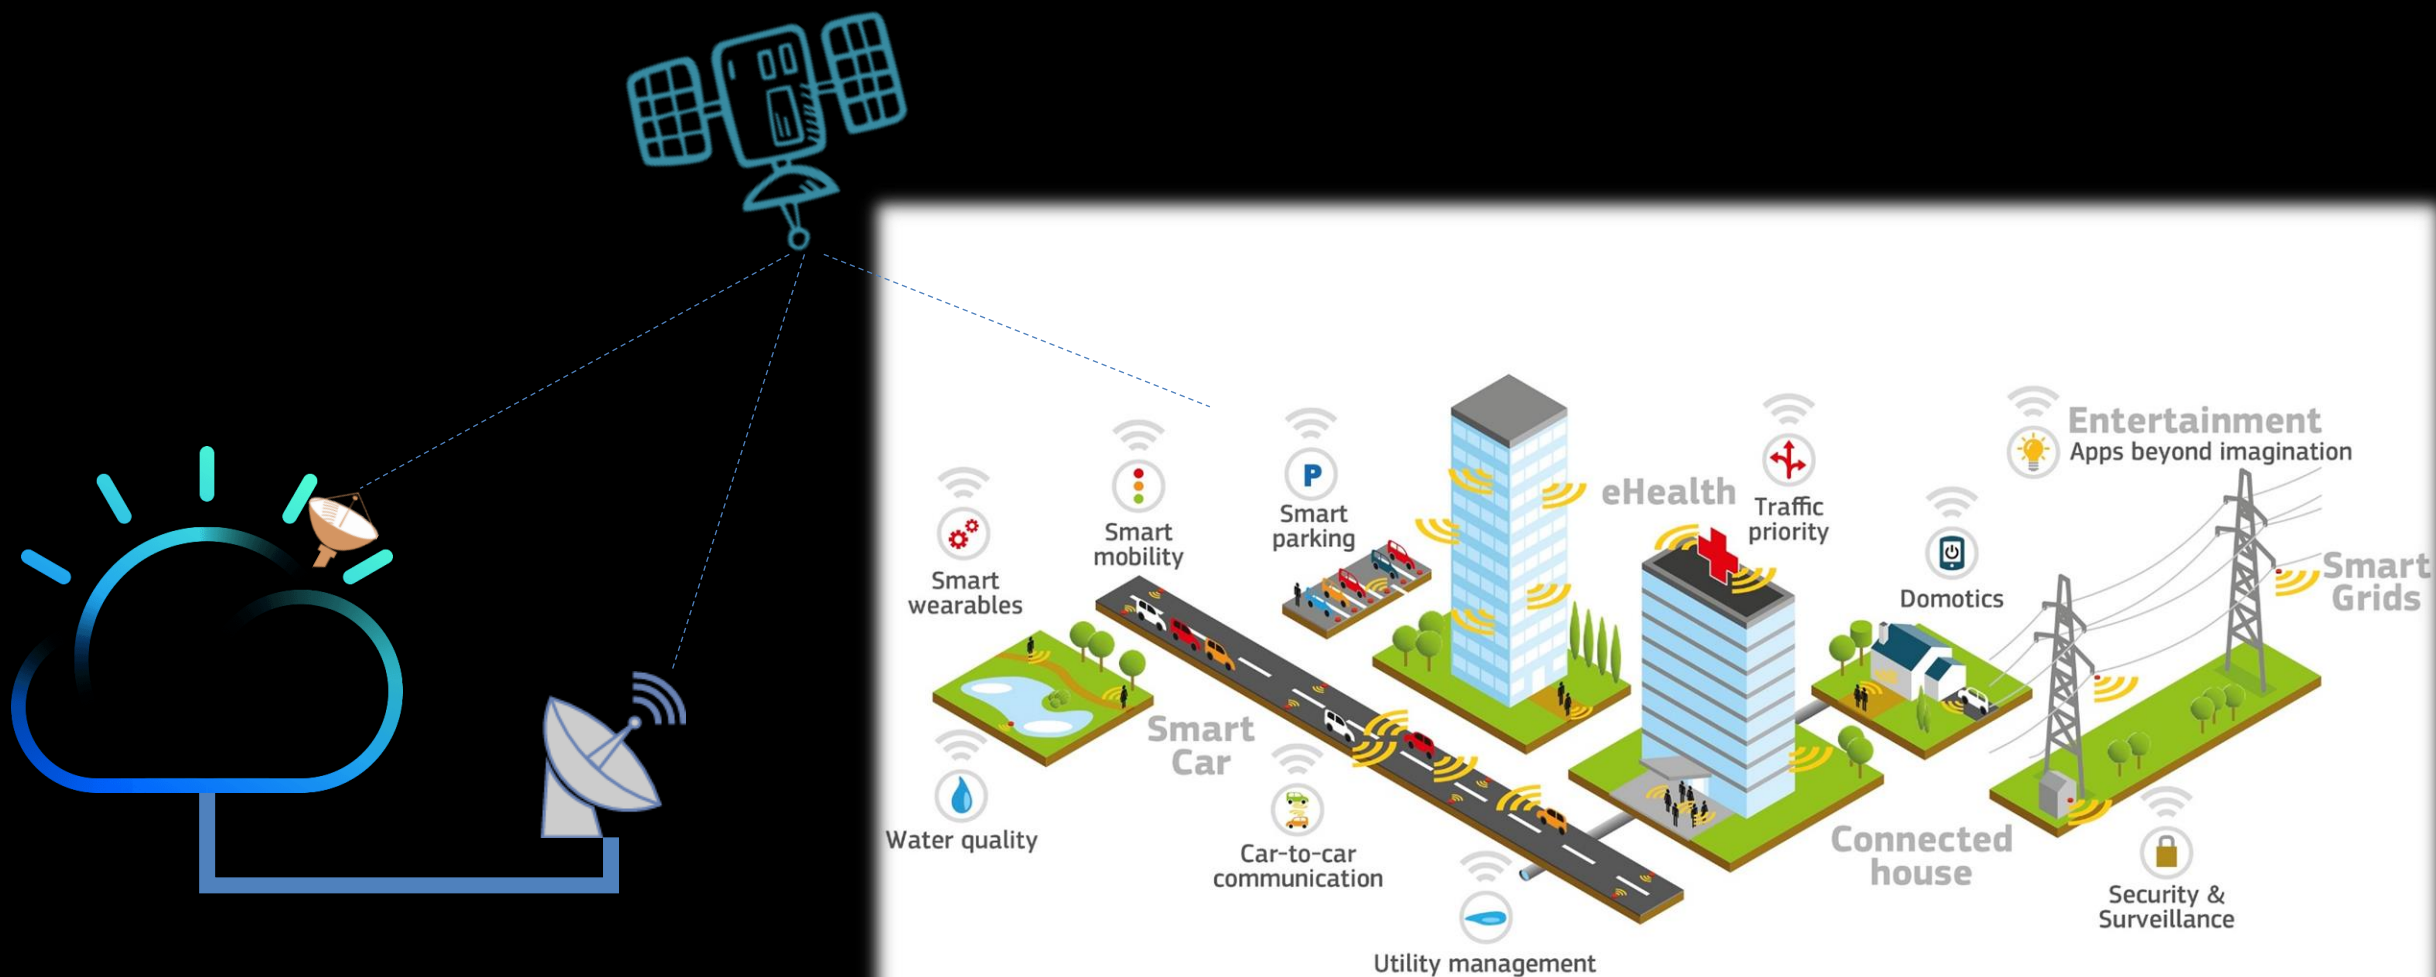 Entertainment
Apps beyond imagination
eHealth
Traffic
priority
Smart
parking
Smart
mobility
Smart
wearables
P
Domotics
Smart
Grids
Smart
Car
Water quality
Car-to-car
communication
Connected
house
Security &
Surveillance
Utility management